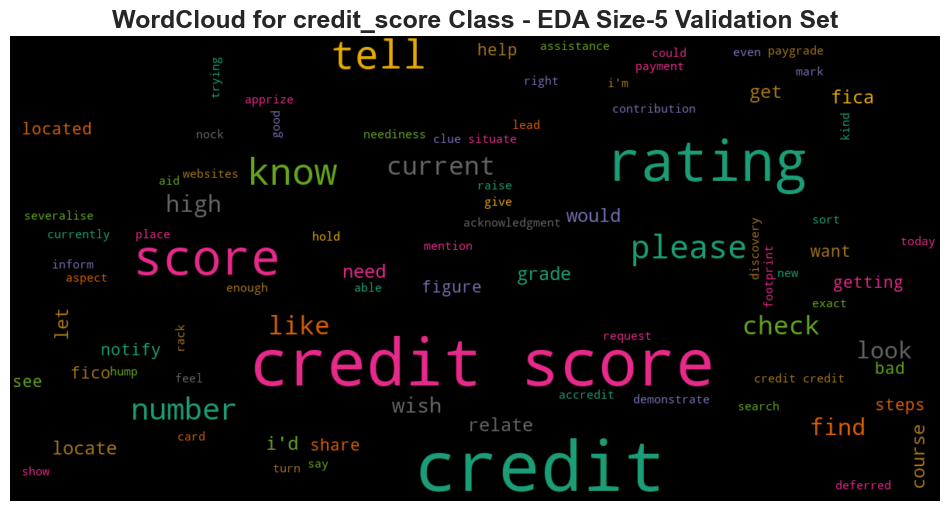 WordCloud for credit_score Class - EDA Size-5 Validation Set
tell
help
assistance
could
payment
even
paygrade
mark
trying
apprize
right
i'm
get
fica
located
nock
good
neediness
clue
situate
lead
contribution
kind
rating
know
current
aid
websites
high
raise
give
acknowledgment
would
severalise
currently
place
hold
mention
please
sort
today
inform
aspect
score
enough
need
able
figure
grade
discovery
footprint
want
new
getting
exact
let
rack
like
request
check
look
notify
credit score
see
fico
hump
feel
bad
credit credit
accredit
demonstrate
search
steps
number
wish
relate
find
course
locate
card
i'd
share
turn
say
show
credit
deferred